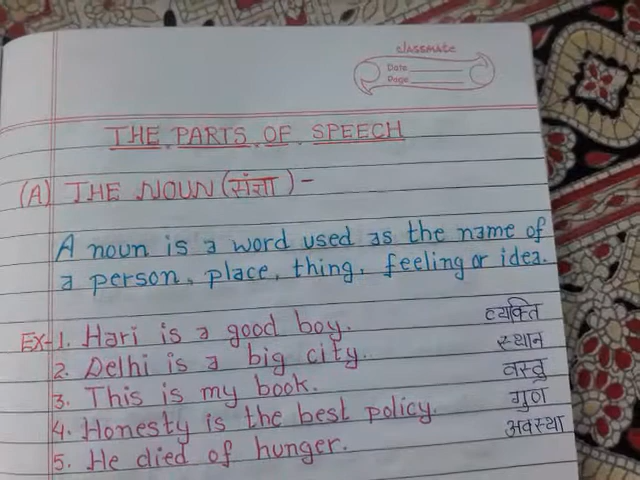 classmate
Date
Page
THE PARTS OF SPEECH
(A) THE NOUN (संज्ञा) -
A noun is a word used as the name of
a person, place, thing, feeling or idea.
Ex-1. Hari is a good boy. व्यक्ति
2. Delhi is a big city. स्थान
3. This is my book. वस्तु
4. Honesty is the best policy. गुण
5. He died of hunger. अवस्था